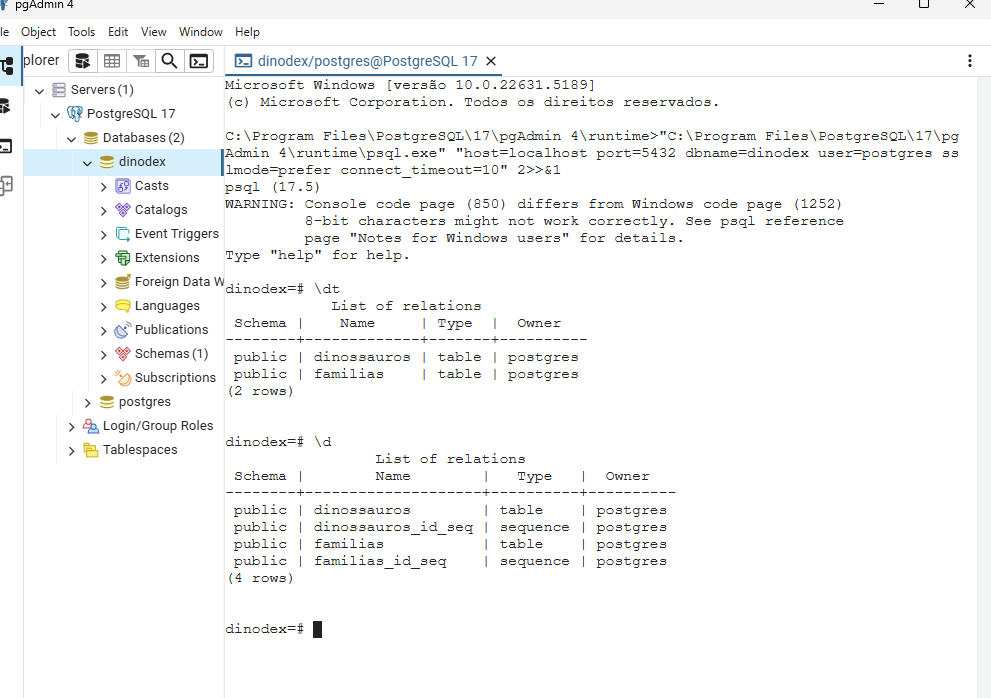 pgAdmin 4
le Object Tools Edit View Window Help
plorer
dinodex/postgres@PostgreSQL 17
Servers (1)
PostgreSQL 17
Databases (2)
dinodex
Casts
Catalogs
Event Triggers
Extensions
Foreign Data W
Languages
Publications
Schemas (1)
Subscriptions
postgres
Login/Group Roles
Tablespaces
Microsoft Windows [versão 10.0.22631.5189]
(c) Microsoft Corporation. Todos os direitos reservados.
C:\Program Files\PostgreSQL\17\pgAdmin 4\runtime>"C:\Program Files\PostgreSQL\17\pg
Admin 4\runtime\psql.exe" "host=localhost port=5432 dbname=dinodex user=postgres ss
lmode=prefer connect_timeout=10" 2>>&1
psql (17.5)
WARNING: Console code page (850) differs from Windows code page (1252)
         8-bit characters might not work correctly. See psql reference
         page "Notes for Windows users" for details.
Type "help" for help.
dinodex=# \dt
            List of relations
 Schema |    Name     | Type  |  Owner
--------+-------------+-------+----------
 public | dinossauros | table | postgres
 public | familias    | table | postgres
(2 rows)
dinodex=# \d
                 List of relations
 Schema |        Name        |   Type   |  Owner
--------+--------------------+----------+----------
 public | dinossauros        | table    | postgres
 public | dinossauros_id_seq | sequence | postgres
 public | familias           | table    | postgres
 public | familias_id_seq    | sequence | postgres
(4 rows)
dinodex=#